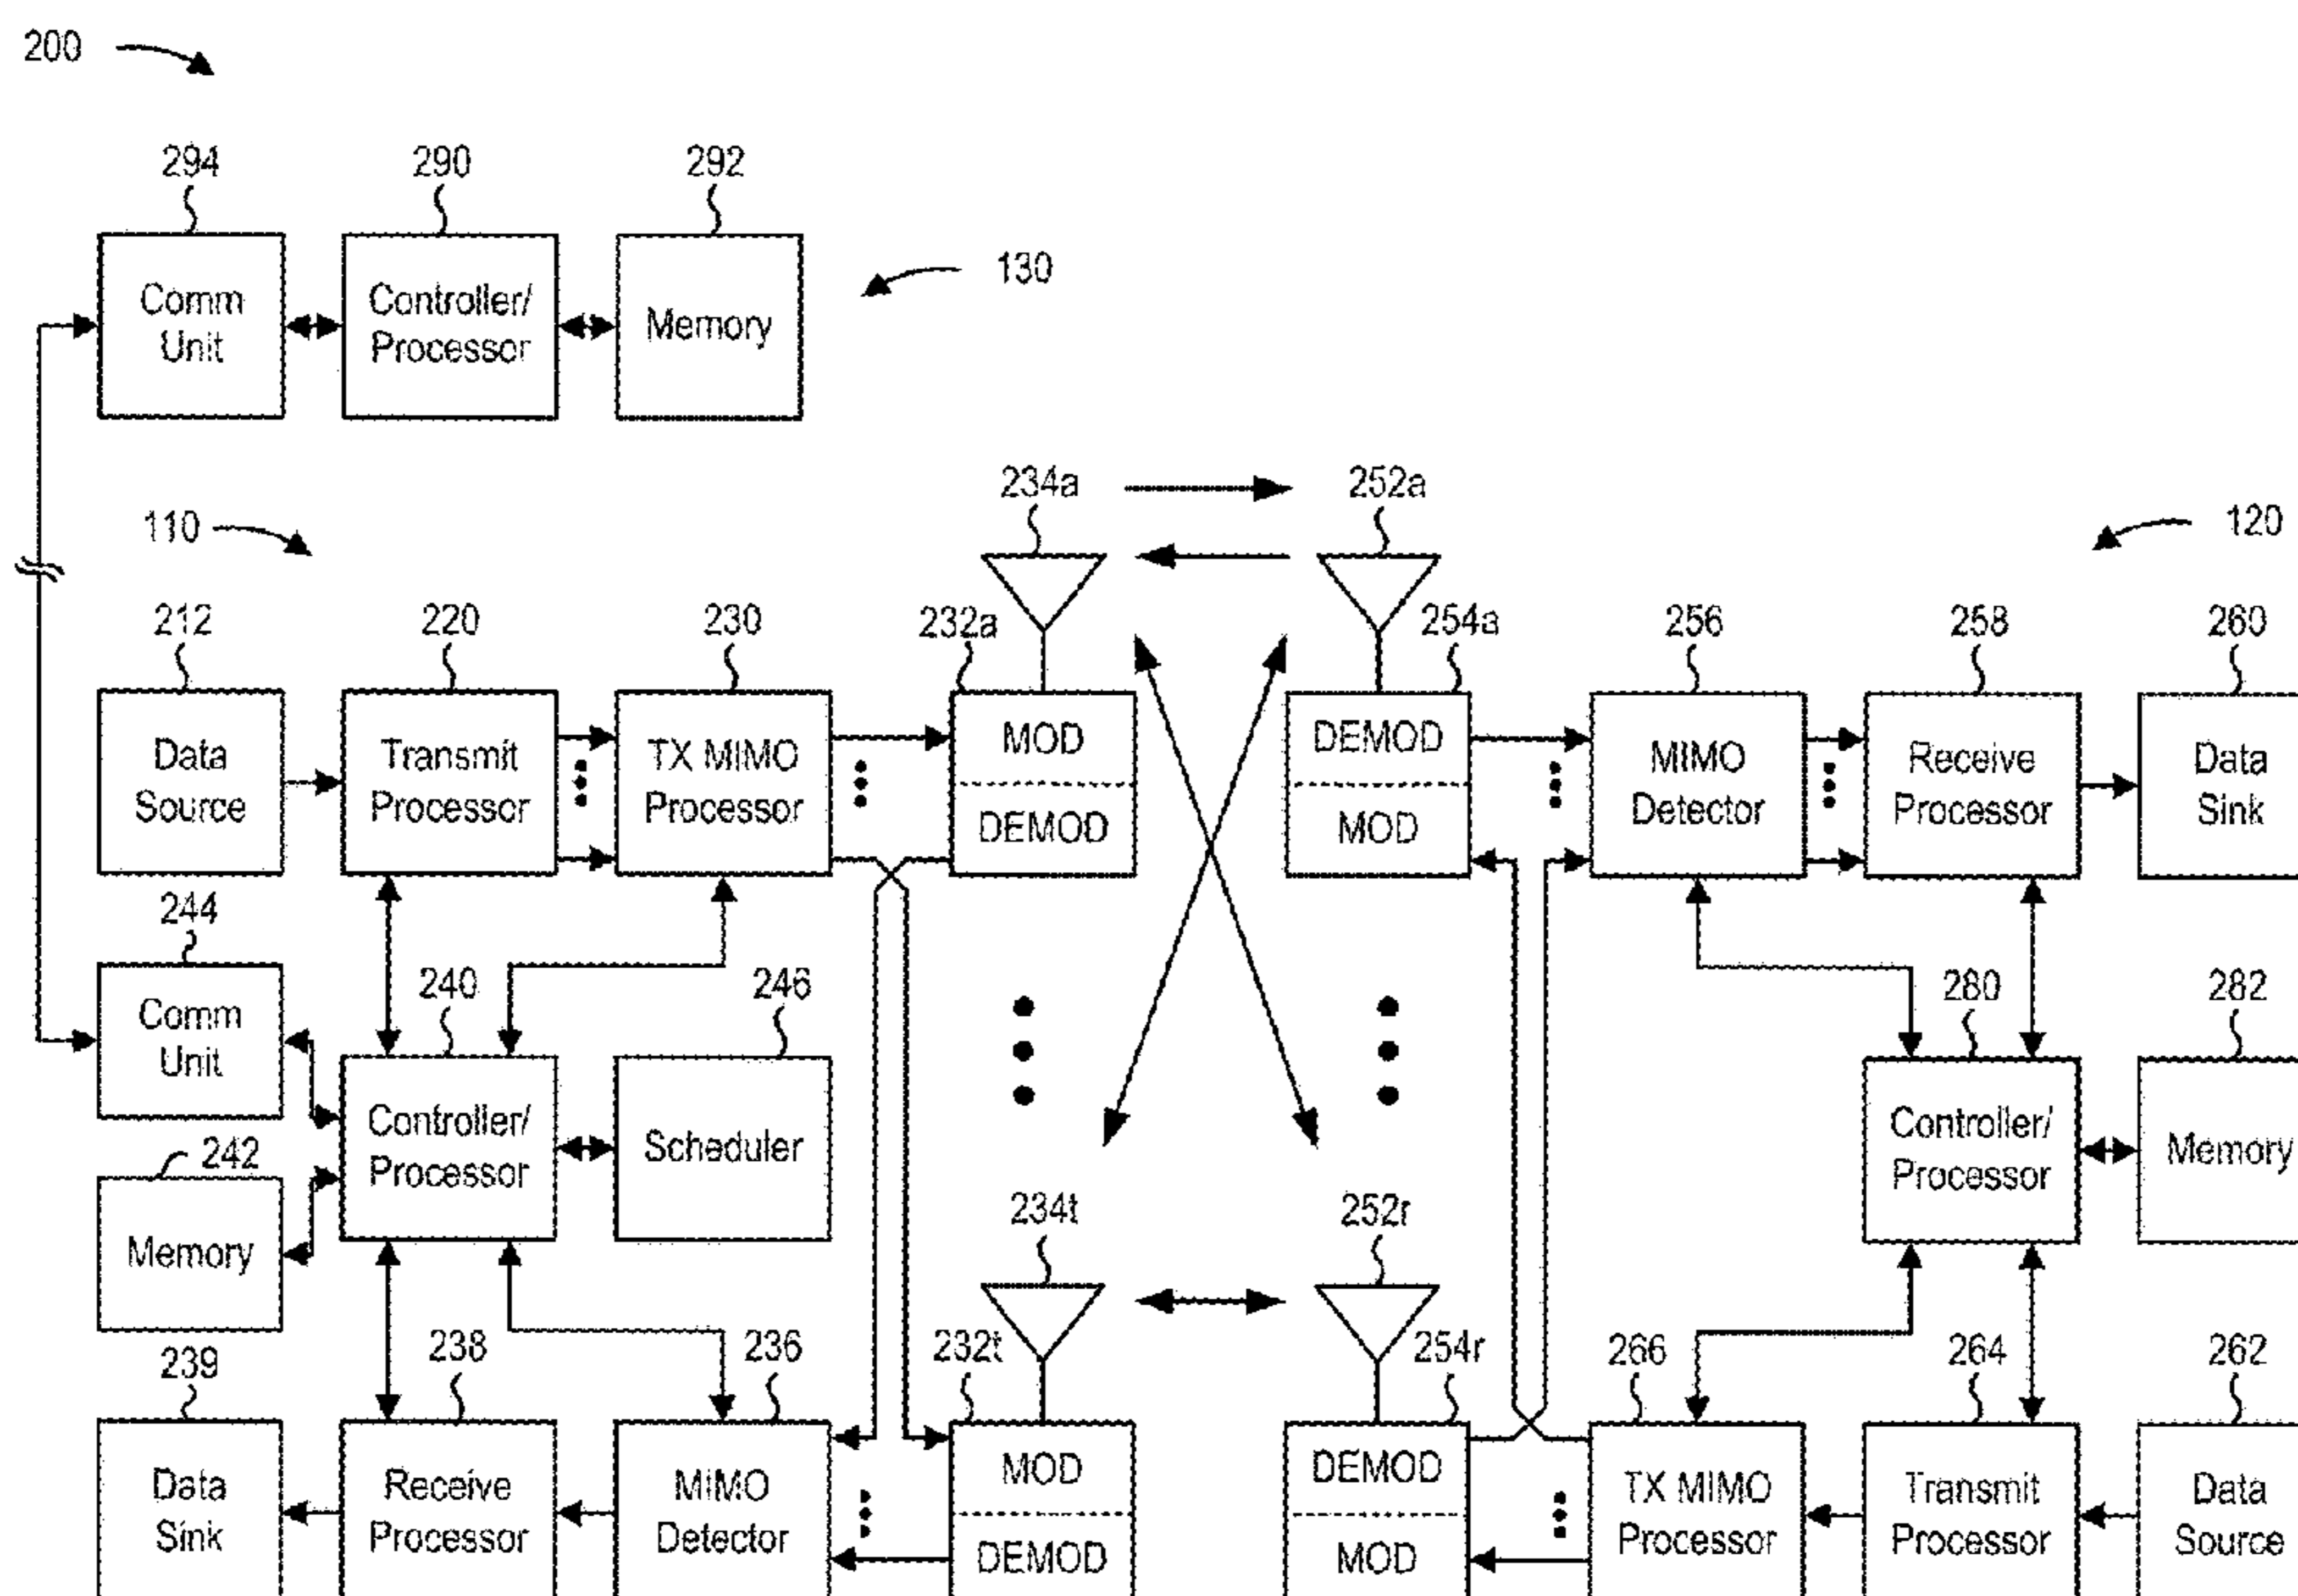 200
294 290 292
130
Comm Unit
Controller/ Processor
Memory
234a 252a
110 120
212 220 230 232a 254a 256 258 260
Data Source
Transmit Processor
TX MIMO Processor
MOD
DEMOD
DEMOD
MOD
MIMO Detector
Receive Processor
Data Sink
244
240 246 280 282
Comm Unit
Controller/ Processor
Scheduler
Controller/ Processor
Memory
242
Memory
234t 252r
239 238 236 232t 254r 266 264 262
Data Sink
Receive Processor
MIMO Detector
MOD
DEMOD
DEMOD
MOD
TX MIMO Processor
Transmit Processor
Data Source